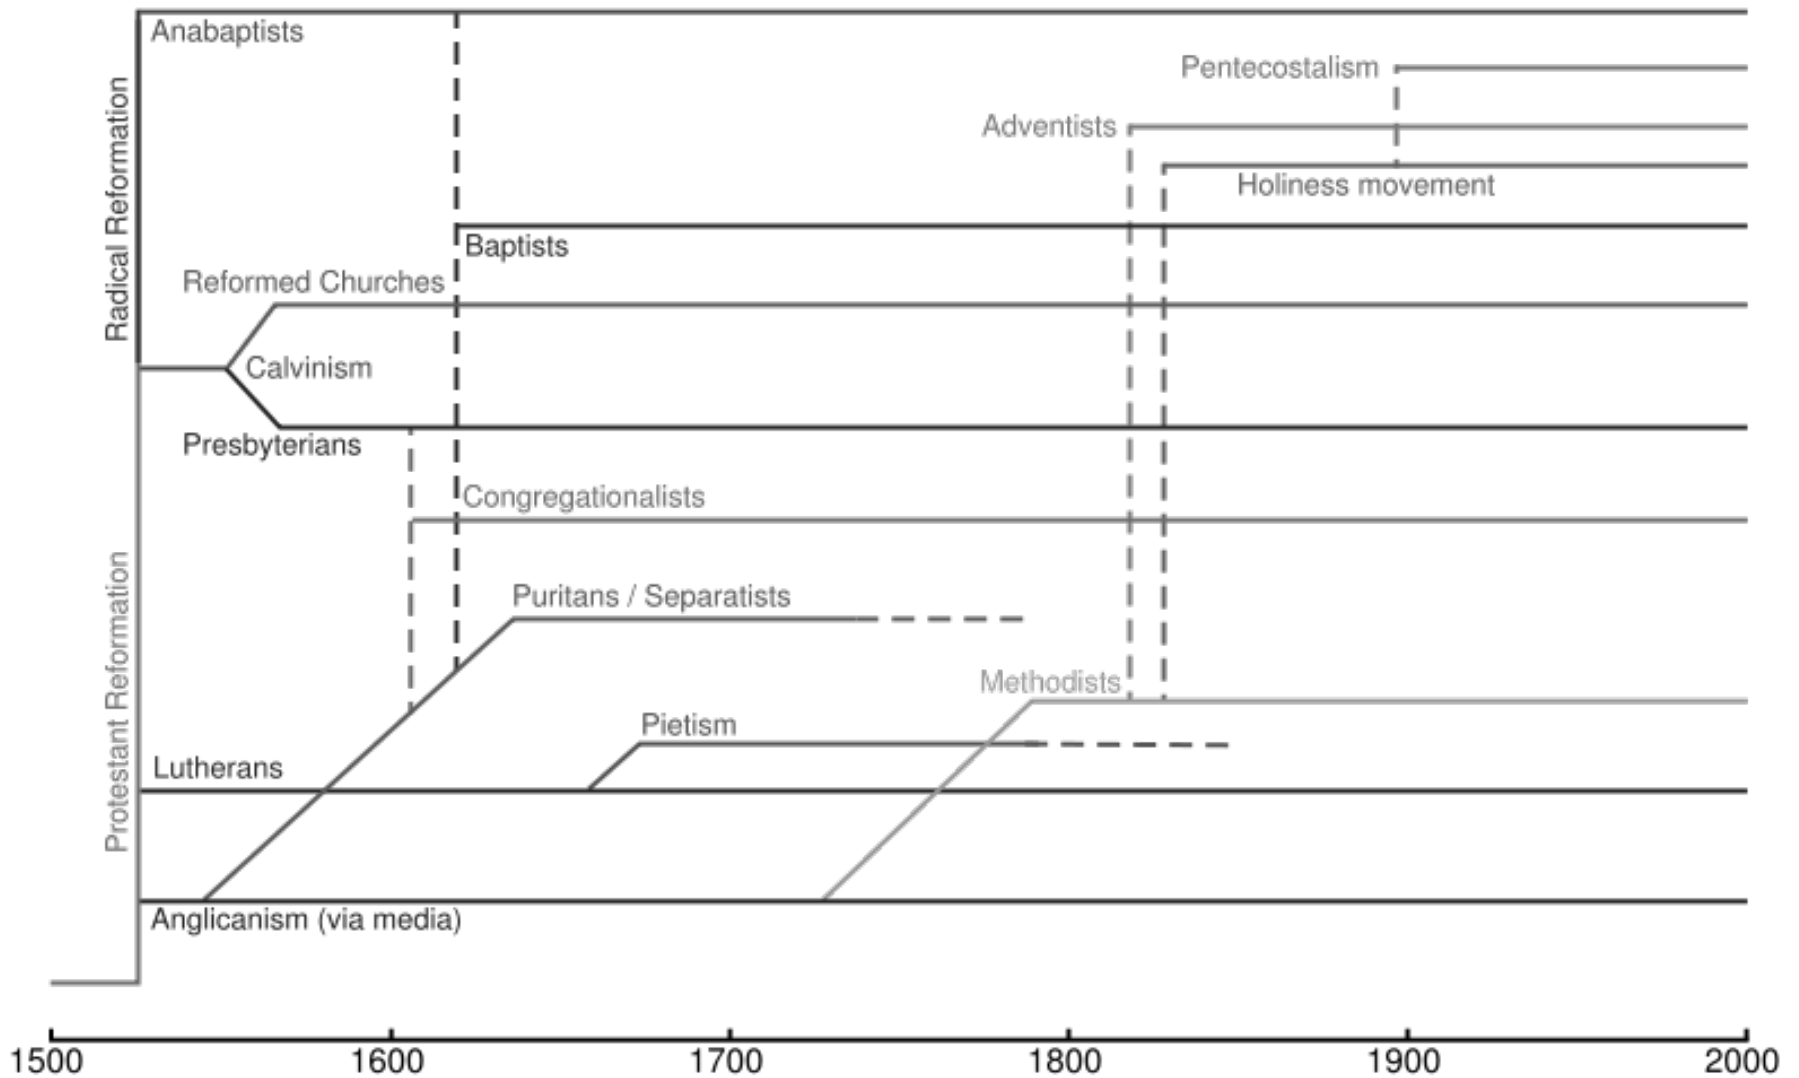 Anabaptists
Pentecostalism
Adventists
Holiness movement
Radical Reformation
Baptists
Reformed Churches
Calvinism
Presbyterians
Congregationalists
Puritans / Separatists
Methodists
Pietism
Protestant Reformation
Lutherans
Anglicanism (via media)
1500 1600 1700 1800 1900 2000